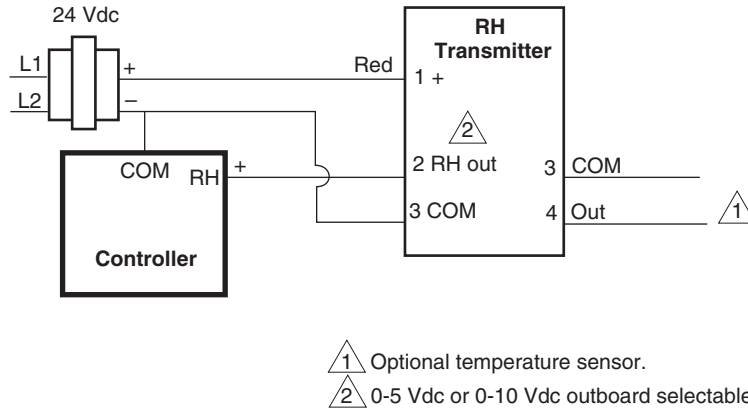 24 Vdc
L1
L2
+
–
Red
RH
Transmitter
1 +
2
2 RH out
3 COM
3 COM
4 Out
1
COM
RH
+
Controller
1 Optional temperature sensor.
2 0-5 Vdc or 0-10 Vdc outboard selectable